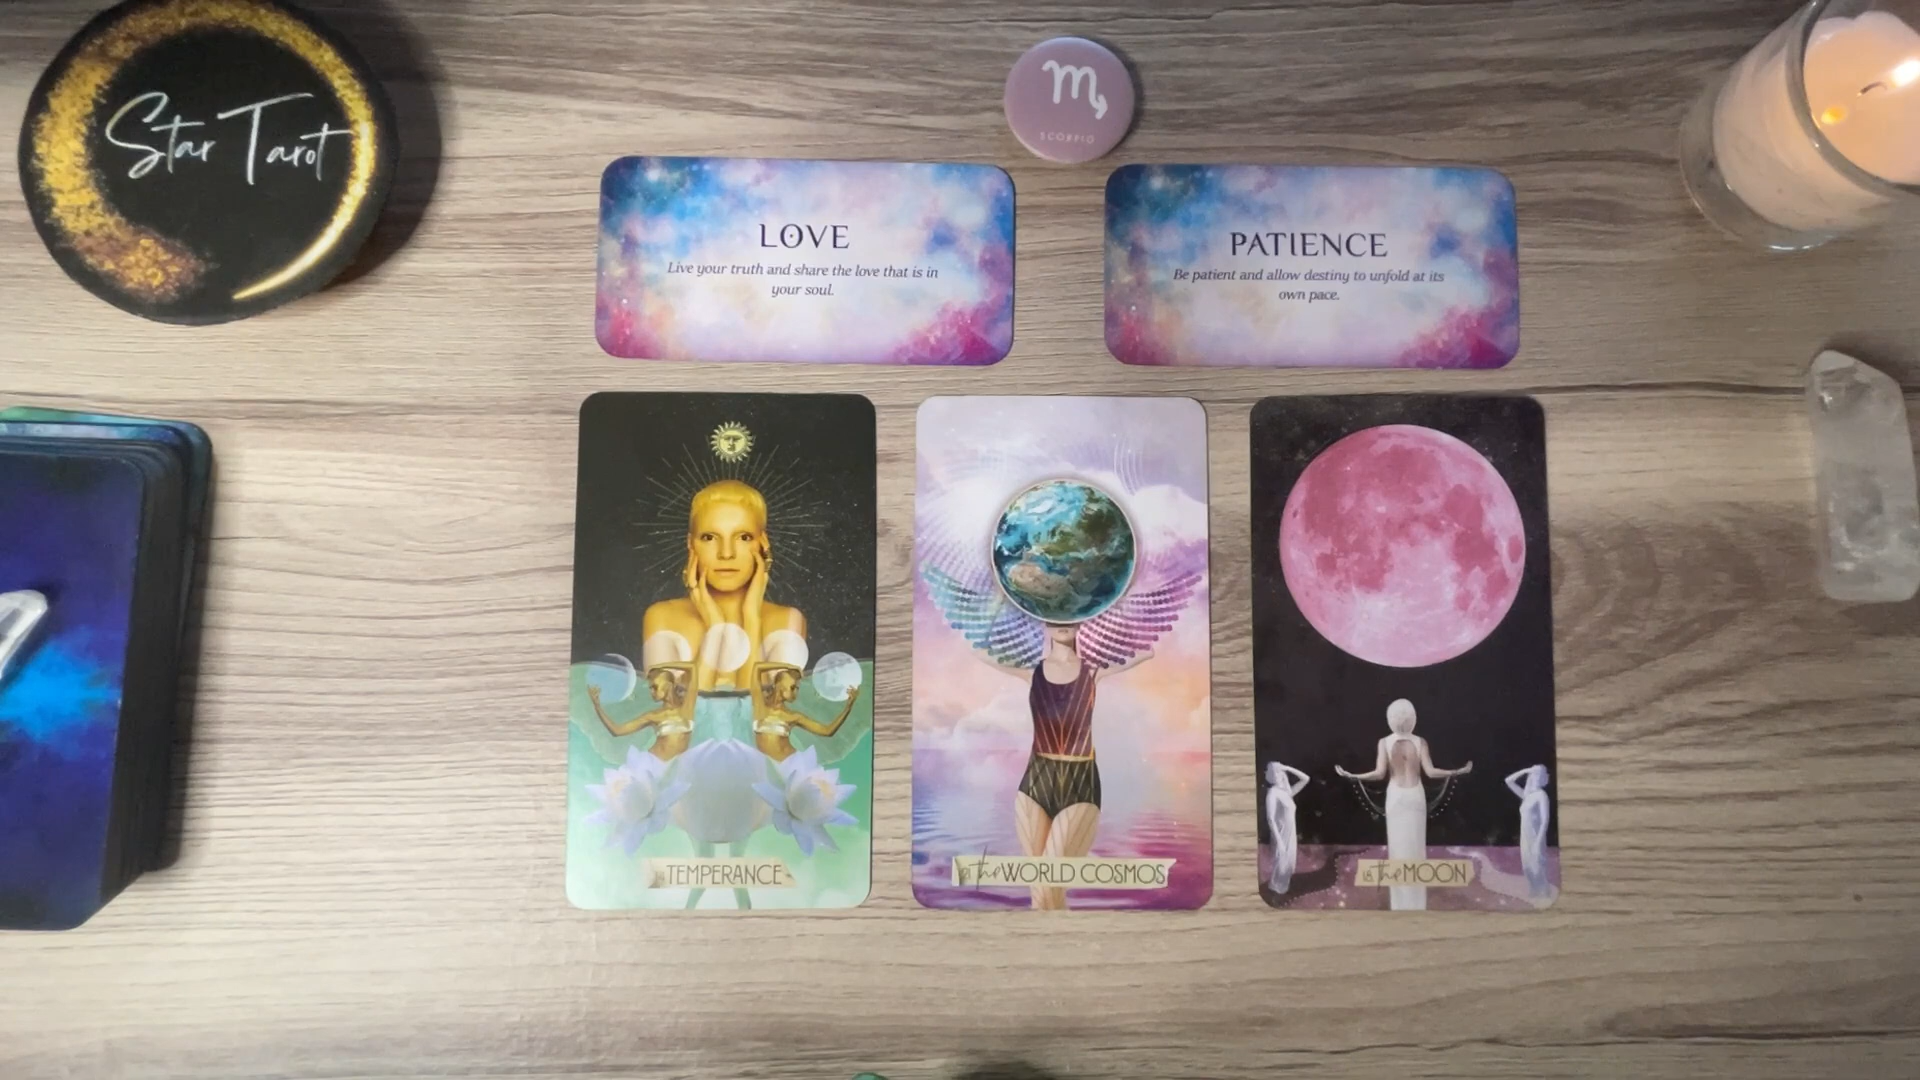 Star Tarot
SCORPIO
LOVE
Live your truth and share the love that is in
your soul.
PATIENCE
Be patient and allow destiny to unfold at its
own pace.
TEMPERANCE
the WORLD COSMOS
18 the MOON